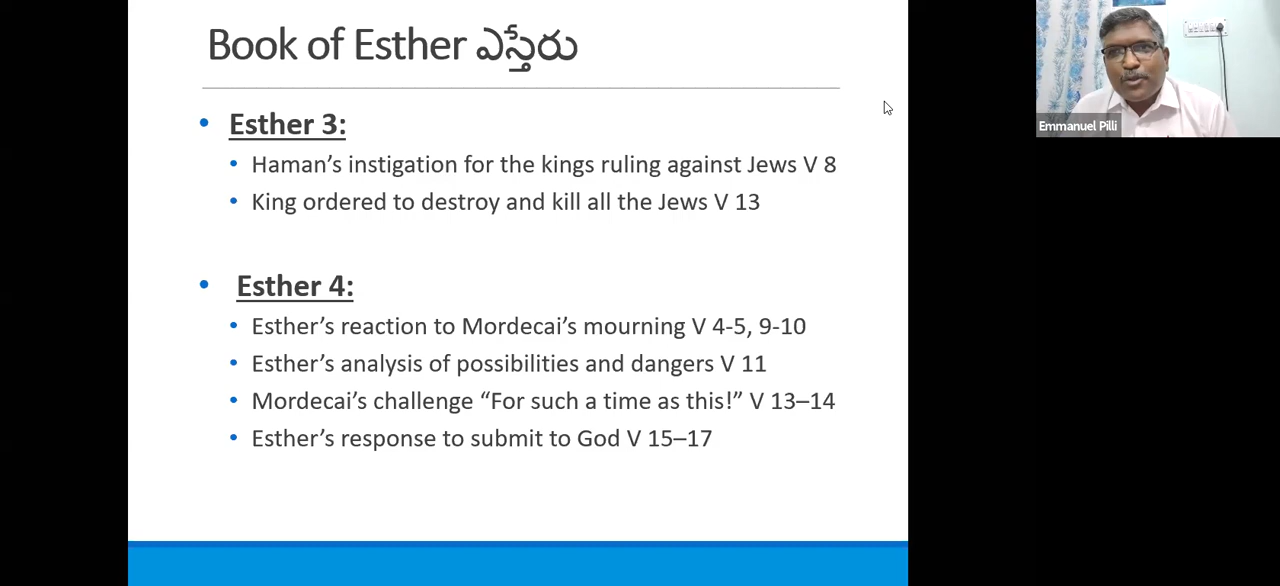 Book of Esther ఎస్తేరు
Esther 3:
Haman’s instigation for the kings ruling against Jews V 8
King ordered to destroy and kill all the Jews V 13
Esther 4:
Esther’s reaction to Mordecai’s mourning V 4-5, 9-10
Esther’s analysis of possibilities and dangers V 11
Mordecai’s challenge “For such a time as this!” V 13–14
Esther’s response to submit to God V 15–17
Emmanuel Pilli